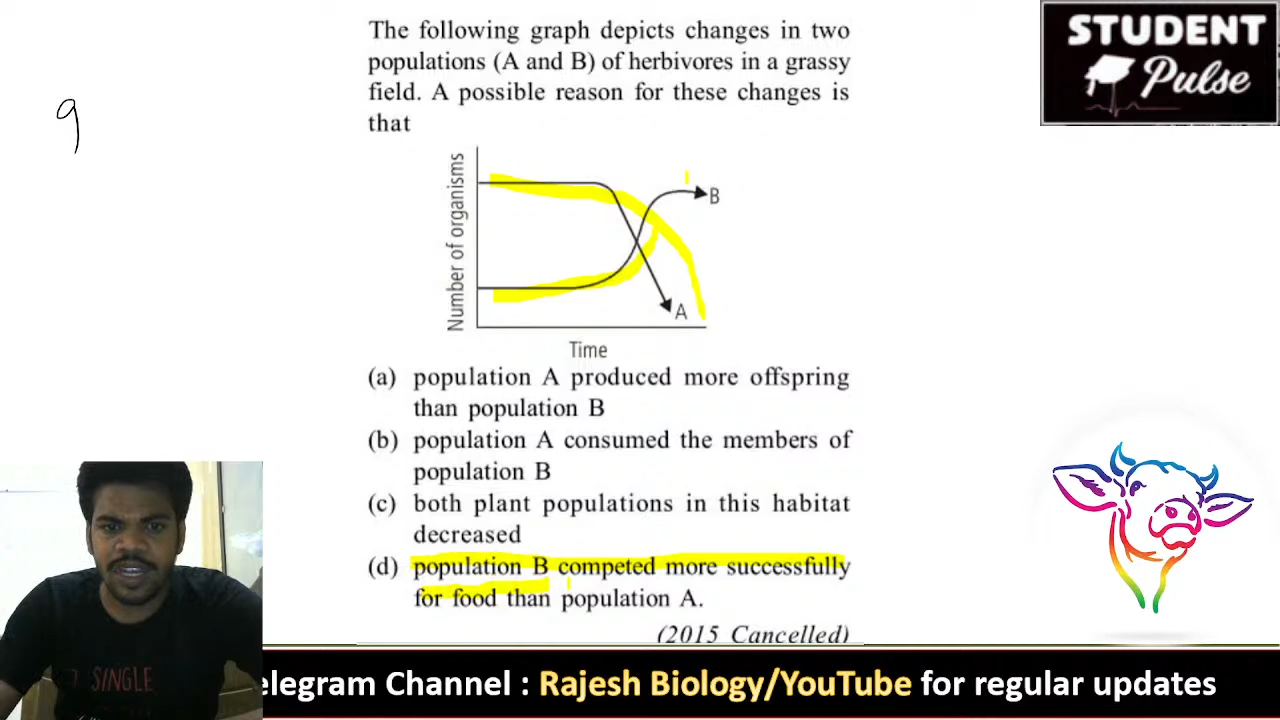 The following graph depicts changes in two
populations (A and B) of herbivores in a grassy
field. A possible reason for these changes is
that
STUDENT
Pulse
9
Number of organisms
B
A
Time
(a) population A produced more offspring
than population B
(b) population A consumed the members of
population B
(c) both plant populations in this habitat
decreased
(d) population B competed more successfully
for food than population A.
(2015 Cancelled)
SINGLE
elegram Channel : Rajesh Biology/YouTube for regular updates